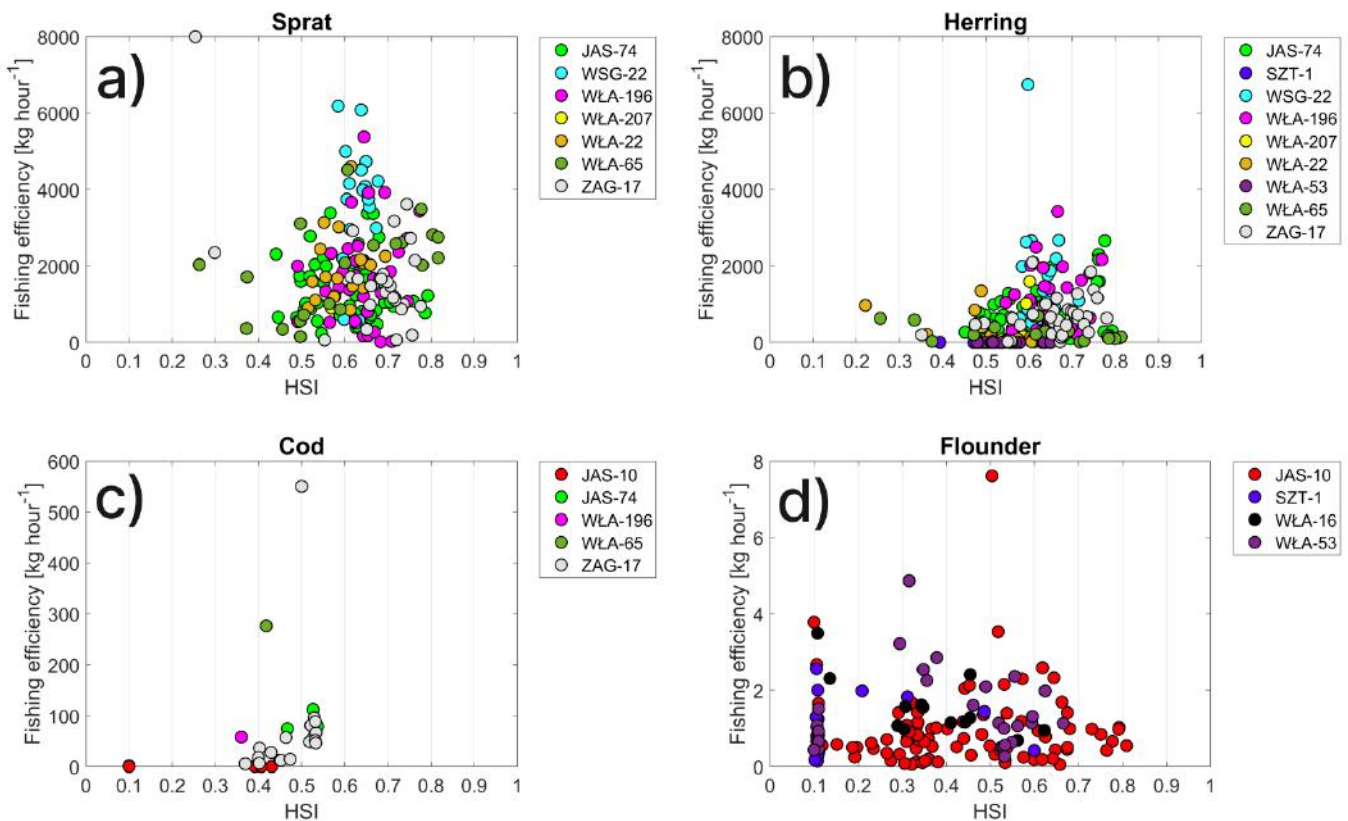 Sprat
a)
Fishing efficiency [kg hour⁻¹]
8000
6000
4000
2000
0
0 0.1 0.2 0.3 0.4 0.5 0.6 0.7 0.8 0.9 1
HSI
JAS-74
WSG-22
WŁA-196
WŁA-207
WŁA-22
WŁA-65
ZAG-17
Herring
b)
Fishing efficiency [kg hour⁻¹]
8000
6000
4000
2000
0
0 0.1 0.2 0.3 0.4 0.5 0.6 0.7 0.8 0.9 1
HSI
JAS-74
SZT-1
WSG-22
WŁA-196
WŁA-207
WŁA-22
WŁA-53
WŁA-65
ZAG-17
Cod
c)
Fishing efficiency [kg hour⁻¹]
600
500
400
300
200
100
0
0 0.1 0.2 0.3 0.4 0.5 0.6 0.7 0.8 0.9 1
HSI
JAS-10
JAS-74
WŁA-196
WŁA-65
ZAG-17
Flounder
d)
Fishing efficiency [kg hour⁻¹]
8
6
4
2
0
0 0.1 0.2 0.3 0.4 0.5 0.6 0.7 0.8 0.9 1
HSI
JAS-10
SZT-1
WŁA-16
WŁA-53